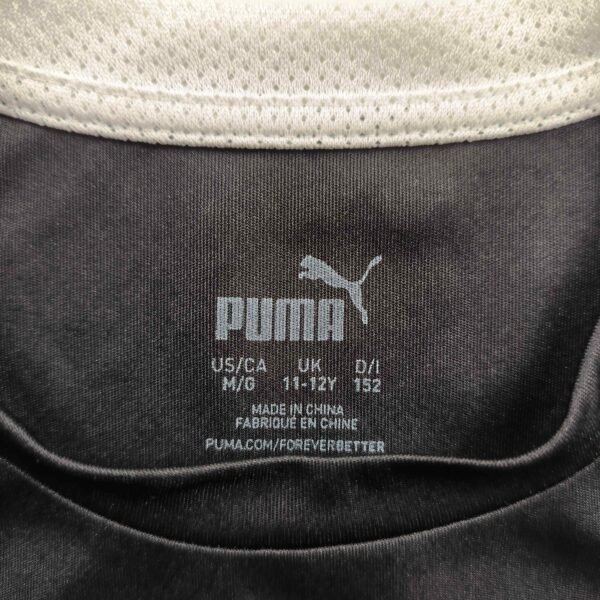 PUMA
US/CA UK D/I
M/G 11-12Y 152
MADE IN CHINA
FABRIQUÉ EN CHINE
PUMA.COM/FOREVERBETTER